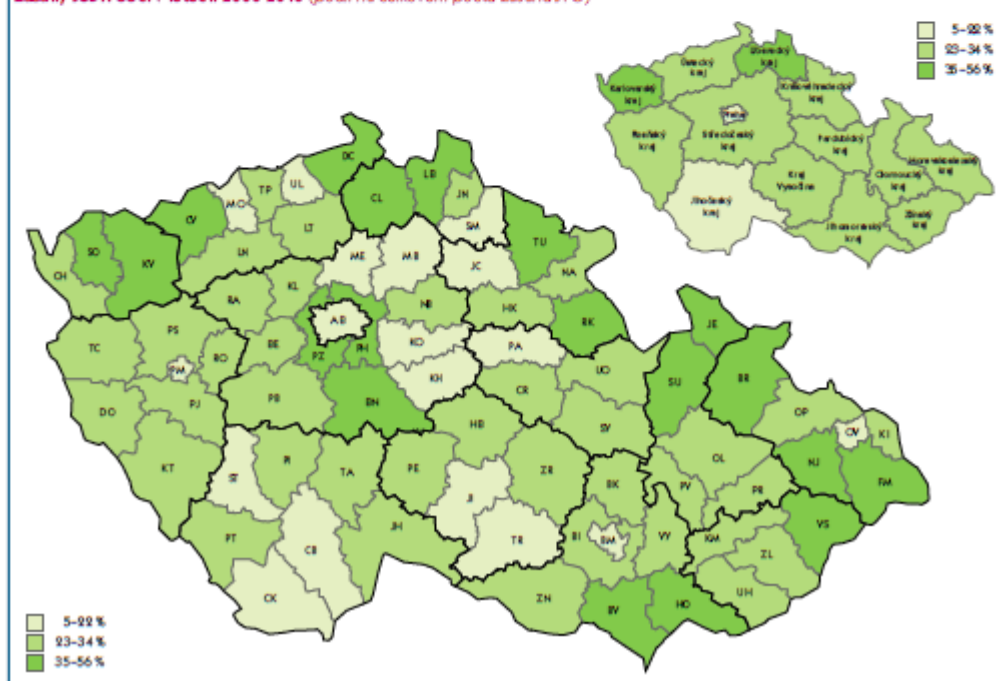 5–22 %
23–34 %
35–56 %
Ústecký
kraj
Liberecký
kraj
Karlovarský
kraj
Královéhradecký
kraj
Praha
Plzeňský
kraj
Středočeský
kraj
Pardubický
kraj
Moravskoslezský
kraj
Olomoucký
kraj
Kraj
Vysočina
Jihočeský
kraj
Zlínský
kraj
Jihomoravský
kraj
DC
LB
TP
UL
JN
CL
MO
CV
LT
SM
SO
TU
KV
LN
ME
MB
JC
CH
NA
KL
RA
NB
HK
RK
AB
JE
PS
TC
BE
RO
PZ
PH
KO
PA
PM
UO
SU
BR
KH
PB
BN
CR
DO
PJ
OP
HB
SV
OV
KI
KT
ST
PI
TA
PE
ZR
OL
NJ
FM
JI
BK
PV
PR
VS
PT
CB
JH
TR
BI
BM
VY
KM
ZL
CK
ZN
BV
HO
UH
5–22 %
23–34 %
35–56 %